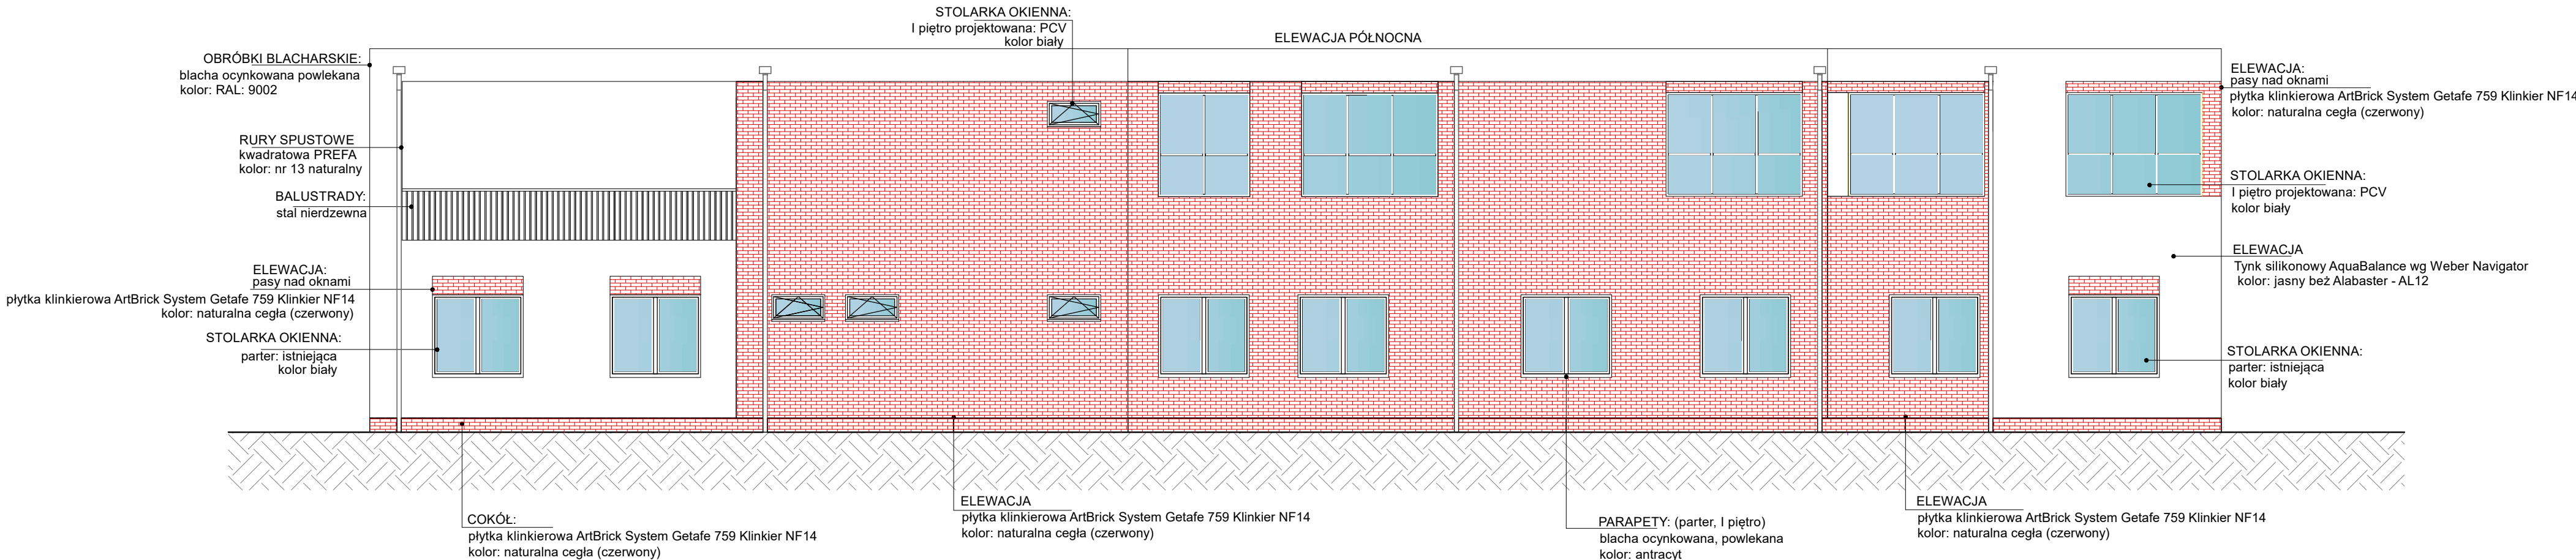 STOLARKA OKIENNA:
I piętro projektowana: PCV
kolor biały
ELEWACJA PÓŁNOCNA
OBRÓBKI BLACHARSKIE:
blacha ocynkowana powlekana
kolor: RAL: 9002
RURY SPUSTOWE
kwadratowa PREFA
kolor: nr 13 naturalny
BALUSTRADY:
stal nierdzewna
ELEWACJA:
pasy nad oknami
płytka klinkierowa ArtBrick System Getafe 759 Klinkier NF14
kolor: naturalna cegła (czerwony)
STOLARKA OKIENNA:
parter: istniejąca
kolor biały
ELEWACJA:
pasy nad oknami
płytka klinkierowa ArtBrick System Getafe 759 Klinkier NF14
kolor: naturalna cegła (czerwony)
STOLARKA OKIENNA:
I piętro projektowana: PCV
kolor biały
ELEWACJA
Tynk silikonowy AquaBalance wg Weber Navigator
kolor: jasny beż Alabaster - AL12
STOLARKA OKIENNA:
parter: istniejąca
kolor biały
COKÓŁ:
płytka klinkierowa ArtBrick System Getafe 759 Klinkier NF14
kolor: naturalna cegła (czerwony)
ELEWACJA
płytka klinkierowa ArtBrick System Getafe 759 Klinkier NF14
kolor: naturalna cegła (czerwony)
PARAPETY: (parter, I piętro)
blacha ocynkowana, powlekana
kolor: antracyt
ELEWACJA
płytka klinkierowa ArtBrick System Getafe 759 Klinkier NF14
kolor: naturalna cegła (czerwony)